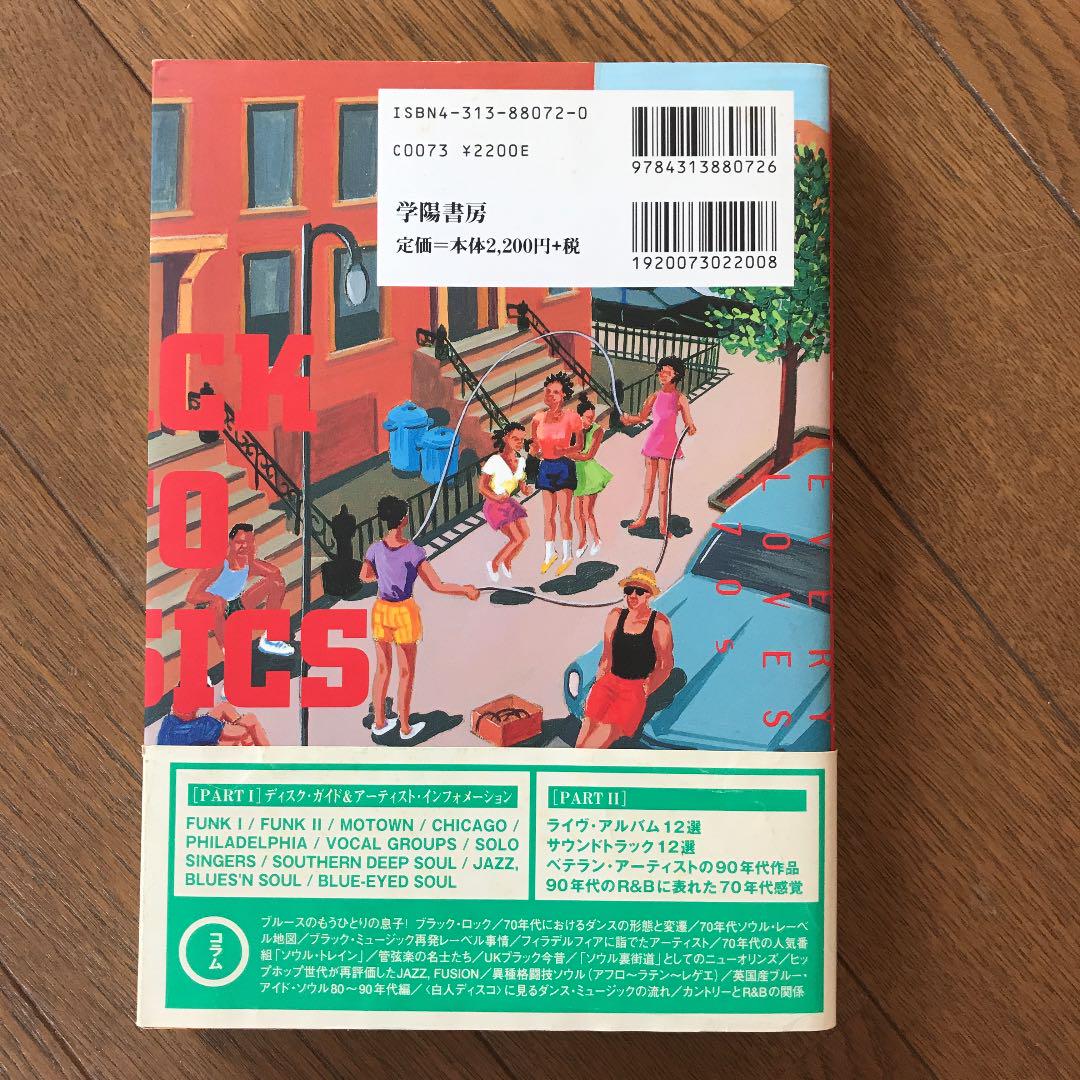 ISBN4-313-88072-0
C0073 ¥2200E
学陽書房
定価=本体2,200円+税
9784313880726
1920073022008
CK
O
SICS
EVERY
LOVES
70s
[PART I] ディスク・ガイド&アーティスト・インフォメーション
FUNK I / FUNK II / MOTOWN / CHICAGO /
PHILADELPHIA / VOCAL GROUPS / SOLO
SINGERS / SOUTHERN DEEP SOUL / JAZZ,
BLUES'N SOUL / BLUE-EYED SOUL
[PART II]
ライヴ・アルバム12選
サウンドトラック12選
ベテラン・アーティストの90年代作品
90年代のR&Bに表れた70年代感覚
コラム
ブルースのもうひとりの息子! ブラック・ロック/70年代におけるダンスの形態と変遷/70年代ソウル・レーベ
ル地図/ブラック・ミュージック再発レーベル事情/フィラデルフィアに詣でたアーティスト/70年代の人気番
組「ソウル・トレイン」/管弦楽の名士たち/UKブラック今昔/「ソウル裏街道」としてのニューオリンズ/ヒッ
プホップ世代が再評価したJAZZ, FUSION/異種格闘技ソウル(アフロ〜ラテン〜レゲエ)/英国産ブルー・
アイド・ソウル80〜90年代編/〈白人ディスコ〉に見るダンス・ミュージックの流れ/カントリーとR&Bの関係